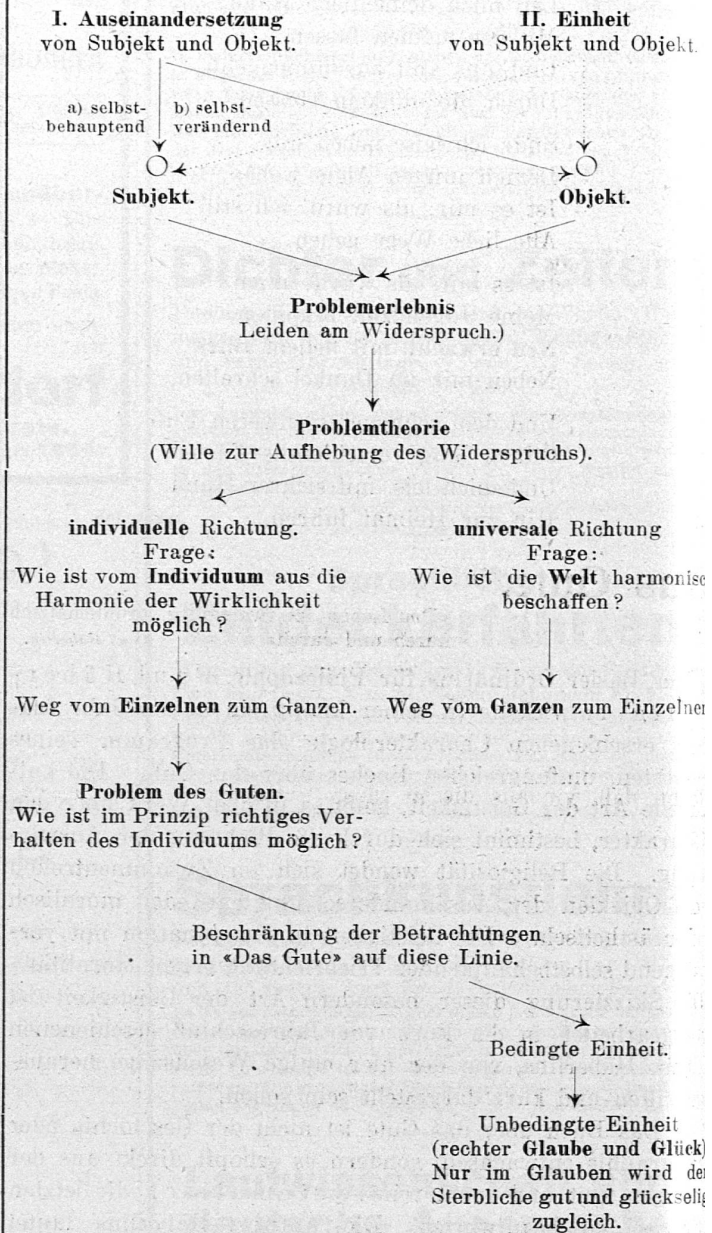 I. Auseinandersetzung
von Subjekt und Objekt.
II. Einheit
von Subjekt und Objekt.
a) selbst-
behauptend
b) selbst-
verändernd
Subjekt.
Objekt.
Problemerlebnis
Leiden am Widerspruch.)
Problemtheorie
(Wille zur Aufhebung des Widerspruchs).
individuelle Richtung.
Frage:
Wie ist vom Individuum aus die
Harmonie der Wirklichkeit
möglich?
universale Richtung
Frage:
Wie ist die Welt harmonisc
beschaffen?
Weg vom Einzelnen zum Ganzen.
Weg vom Ganzen zum Einzelnen
Problem des Guten.
Wie ist im Prinzip richtiges Ver-
halten des Individuums möglich?
Beschränkung der Betrachtungen
in «Das Gute» auf diese Linie.
Bedingte Einheit.
Unbedingte Einheit
(rechter Glaube und Glück)
Nur im Glauben wird der
Sterbliche gut und glückselig
zugleich.